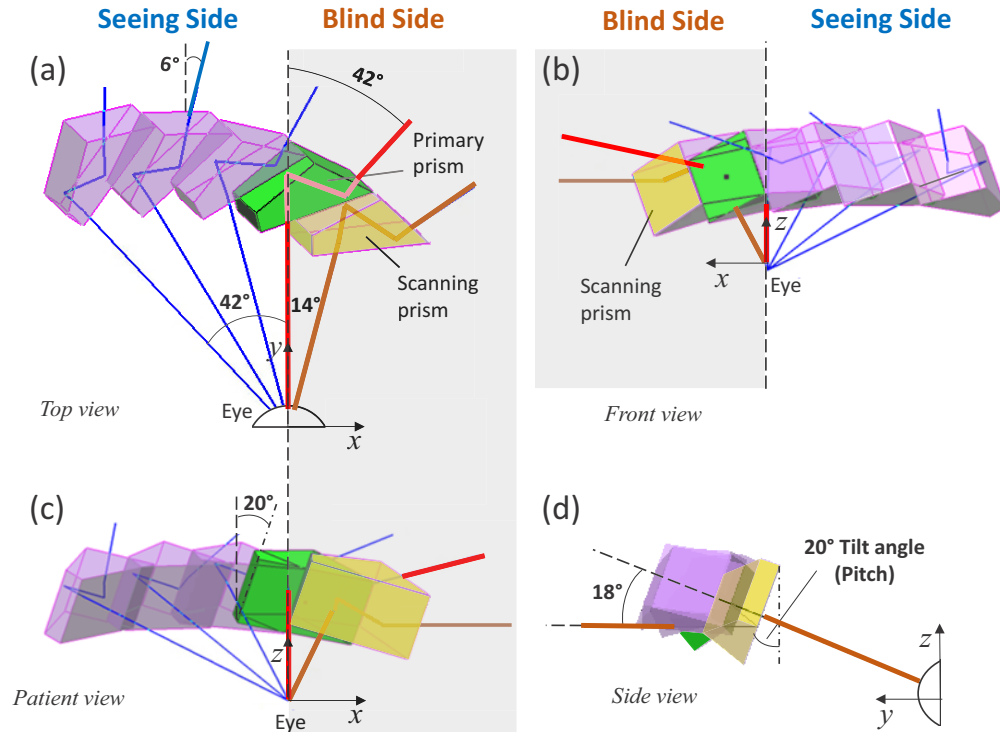 Seeing Side
Blind Side
Blind Side
Seeing Side
(a)
6°
42°
Primary
prism
Scanning
prism
42°
14°
y
Eye
x
Top view
(b)
Scanning
prism
z
x
Eye
Front view
(c)
20°
z
x
Eye
Patient view
(d)
20° Tilt angle
(Pitch)
18°
z
y
Side view